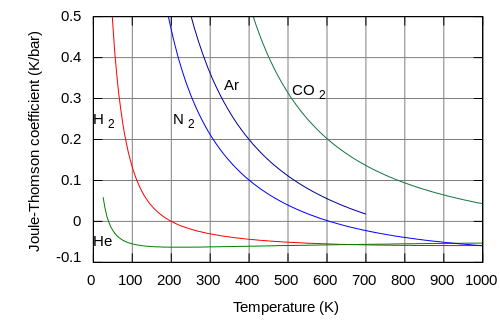 0.5
0.4
0.3
0.2
0.1
0
-0.1
Joule-Thomson coefficient (K/bar)
Ar
CO 2
H 2
N 2
He
0 100 200 300 400 500 600 700 800 900 1000
Temperature (K)